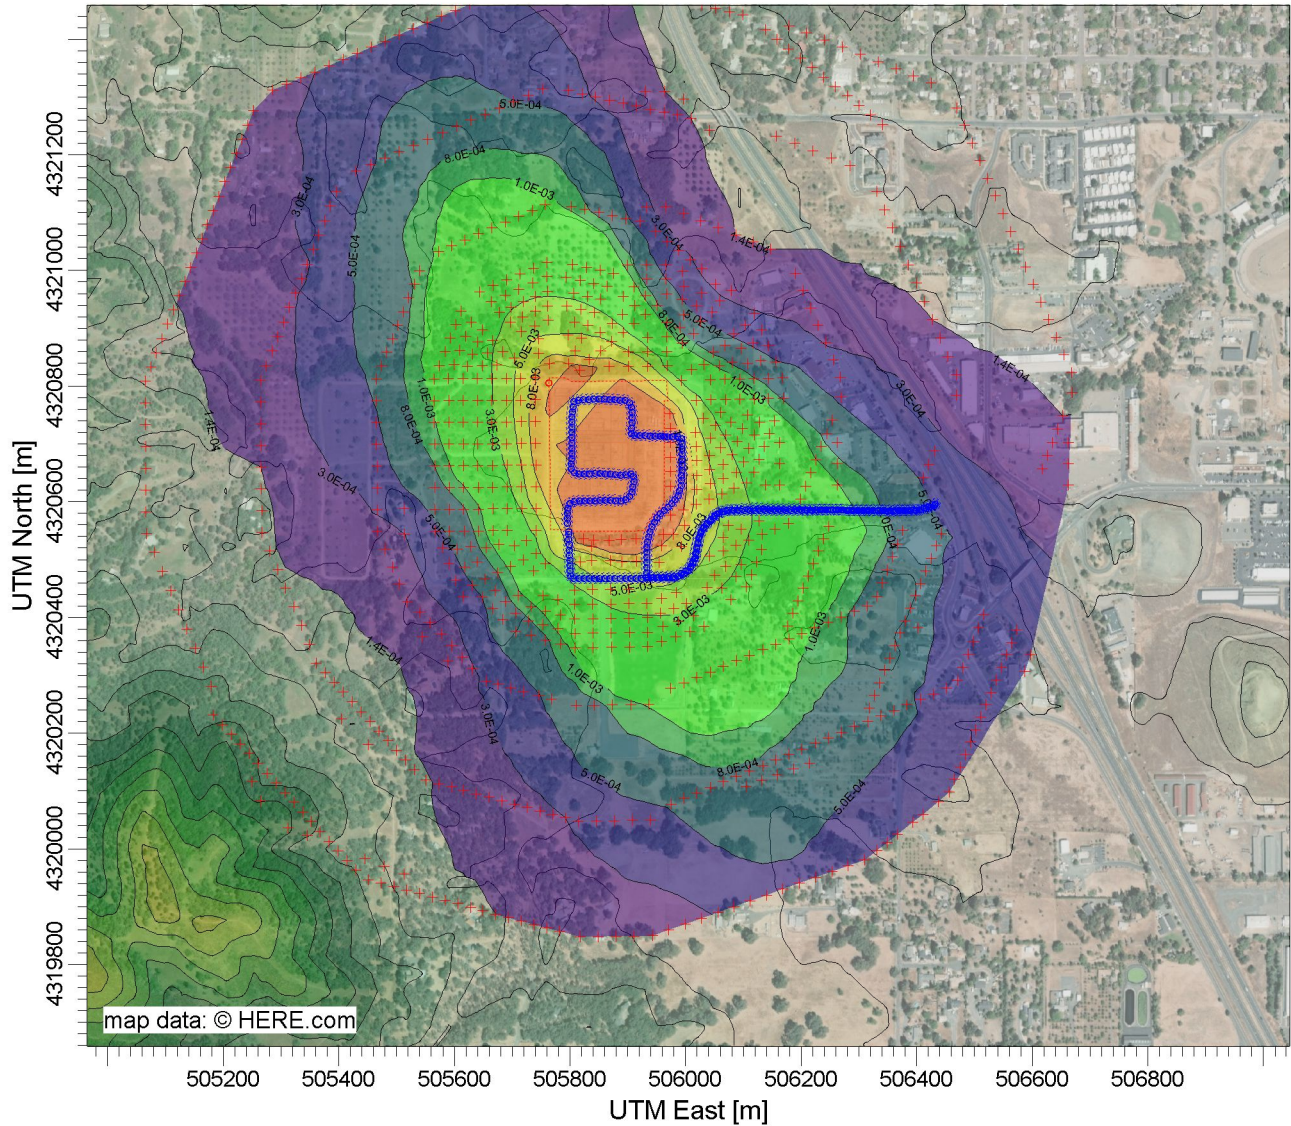 5.0E-04
8.0E-04
1.0E-03
3.0E-04
3.0E-04
1.4E-04
5.0E-04
5.0E-04
8.0E-04
5.0E-03
1.4E-04
8.0E-03
1.0E-03
1.0E-03
3.0E-04
3.0E-03
8.0E-04
1.4E-04
3.0E-04
5.0E-04
5.0E-04
8.0E-03
5.0E-03
3.0E-03
1.0E-03
1.4E-04
1.0E-03
3.0E-04
8.0E-04
5.0E-04
5.0E-04
4321200
4321000
4320800
4320600
4320400
4320200
4320000
4319800
UTM North [m]
map data: © HERE.com
505200 505400 505600 505800 506000 506200 506400 506600 506800
UTM East [m]